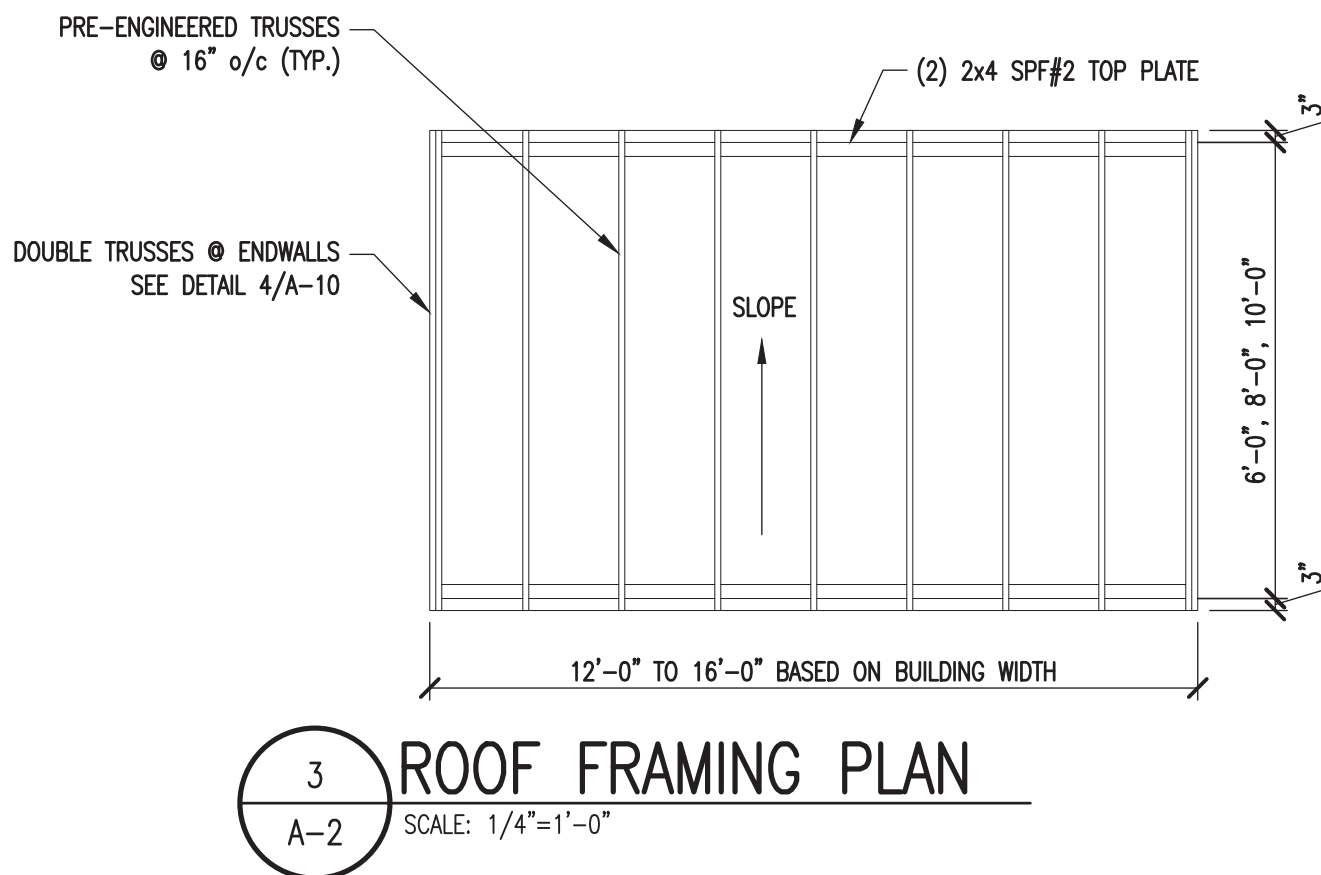 PRE-ENGINEERED TRUSSES
@ 16" o/c (TYP.)
(2) 2x4 SPF#2 TOP PLATE
3"
DOUBLE TRUSSES @ ENDWALLS
SEE DETAIL 4/A-10
SLOPE
6'-0", 8'-0", 10'-0"
3"
12'-0" TO 16'-0" BASED ON BUILDING WIDTH
3
A-2
ROOF FRAMING PLAN
SCALE: 1/4"=1'-0"